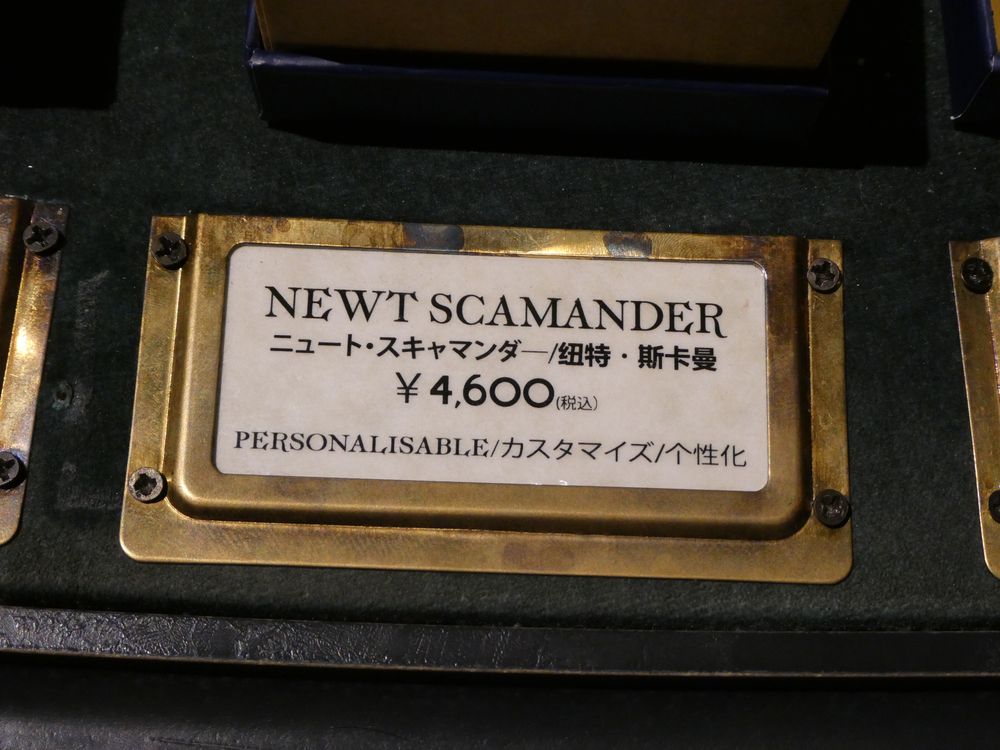 NEWT SCAMANDER
ニュート・スキャマンダー/纽特・斯卡曼
¥4,600(税込)
PERSONALISABLE/カスタマイズ/个性化